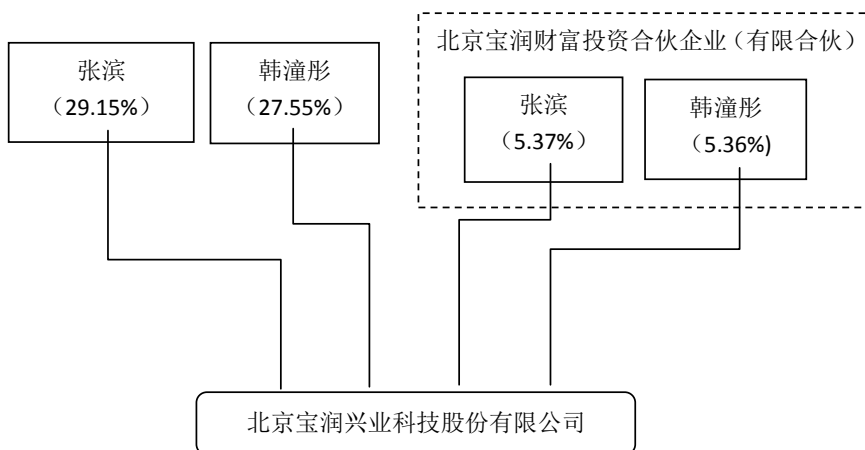 北京宝润财富投资合伙企业（有限合伙）
张滨
（29.15%）
韩潼彤
（27.55%）
张滨
（5.37%）
韩潼彤
（5.36%)
北京宝润兴业科技股份有限公司